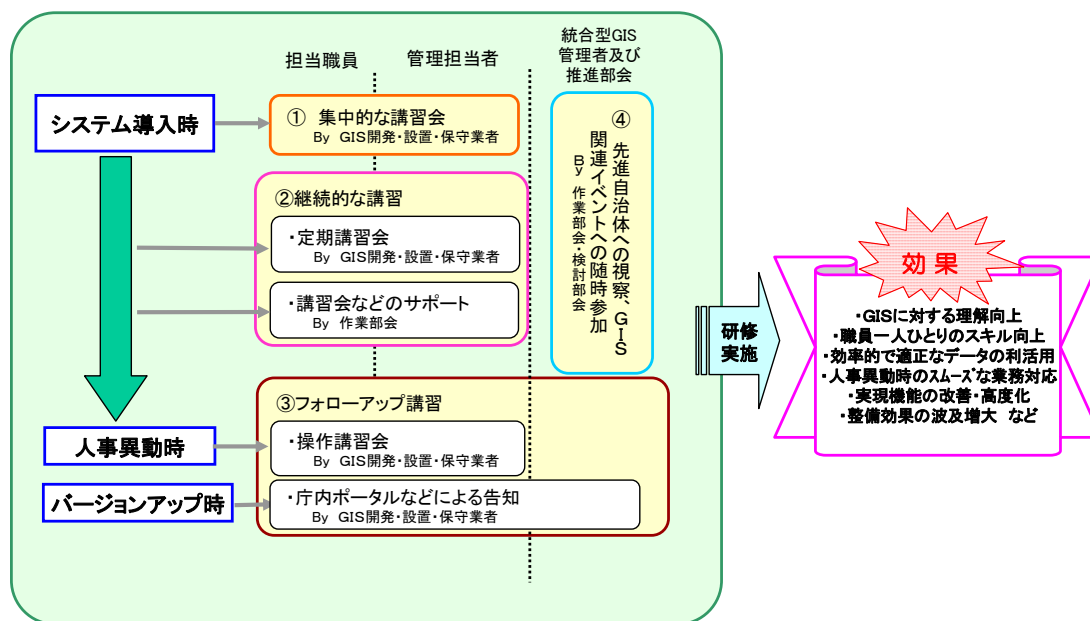 担当職員
管理担当者
統合型GIS
管理者及び
推進部会
システム導入時
① 集中的な講習会
By GIS開発・設置・保守業者
②継続的な講習
・定期講習会
By GIS開発・設置・保守業者
・講習会などのサポート
By 作業部会
④ 先進自治体への視察、GIS
関連イベントへの随時参加
By 作業部会・検討部会
③フォローアップ講習
人事異動時
・操作講習会
By GIS開発・設置・保守業者
バージョンアップ時
・庁内ポータルなどによる告知
By GIS開発・設置・保守業者
研修
実施
効果
・GISに対する理解向上
・職員一人ひとりのスキル向上
・効率的で適正なデータの利活用
・人事異動時のスムーズな業務対応
・実現機能の改善・高度化
・整備効果の波及増大 など